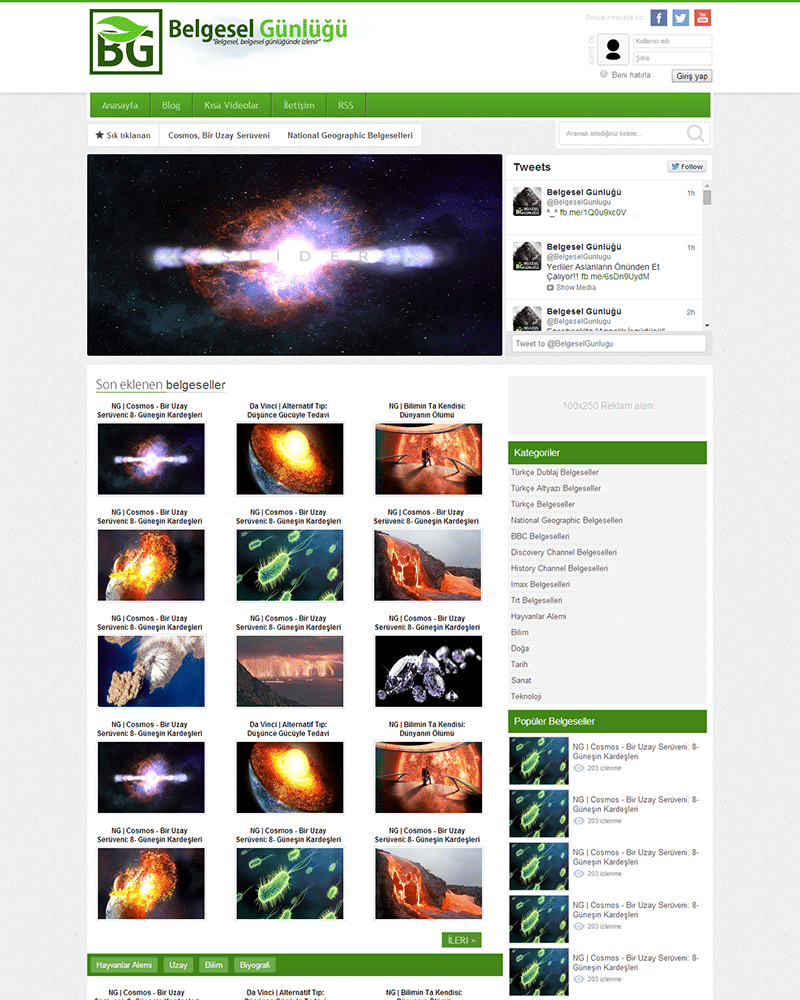 BG
Belgesel Günlüğü
"Belgesel, belgesel günlüğünde izlenir"
Sosyal medyada biz
KAYIT OL
Kullanıcı adı
Şifre
Beni hatırla
Giriş yap
Anasayfa Blog Kısa Videolar İletişim RSS
Sık tıklanan Cosmos, Bir Uzay Serüveni National Geographic Belgeselleri
Aramak istediğiniz kelime...
Tweets Follow
Belgesel Günlüğü 1h
@BelgeselGunlugu
^_^ fb.me/1Q0u9xc0V
Belgesel Günlüğü 1h
@BelgeselGunlugu
Yerliler Aslanların Önünden Et
Çalıyor!! fb.me/6sDn9UydM
Show Media
Belgesel Günlüğü 2h
@BelgeselGunlugu
Tweet to @BelgeselGunlugu
Son eklenen belgeseller
NG | Cosmos - Bir Uzay
Serüveni: 8- Güneşin Kardeşleri
Da Vinci | Alternatif Tıp:
Düşünce Gücüyle Tedavi
NG | Bilimin Ta Kendisi:
Dünyanın Ölümü
NG | Cosmos - Bir Uzay
Serüveni: 8- Güneşin Kardeşleri
NG | Cosmos - Bir Uzay
Serüveni: 8- Güneşin Kardeşleri
NG | Cosmos - Bir Uzay
Serüveni: 8- Güneşin Kardeşleri
NG | Cosmos - Bir Uzay
Serüveni: 8- Güneşin Kardeşleri
NG | Cosmos - Bir Uzay
Serüveni: 8- Güneşin Kardeşleri
NG | Cosmos - Bir Uzay
Serüveni: 8- Güneşin Kardeşleri
NG | Cosmos - Bir Uzay
Serüveni: 8- Güneşin Kardeşleri
Da Vinci | Alternatif Tıp:
Düşünce Gücüyle Tedavi
NG | Bilimin Ta Kendisi:
Dünyanın Ölümü
NG | Cosmos - Bir Uzay
Serüveni: 8- Güneşin Kardeşleri
NG | Cosmos - Bir Uzay
Serüveni: 8- Güneşin Kardeşleri
NG | Cosmos - Bir Uzay
Serüveni: 8- Güneşin Kardeşleri
İLERİ »
Hayvanlar Alemi Uzay Bilim Biyografi
NG | Cosmos - Bir Uzay
Serüveni: 8- Güneşin Kardeşleri
Da Vinci | Alternatif Tıp:
Düşünce Gücüyle Tedavi
NG | Bilimin Ta Kendisi:
Dünyanın Ölümü
100x250 Reklam alanı
Kategoriler
Türkçe Dublaj Belgeseller
Türkçe Altyazı Belgeseller
Türkçe Belgeseller
National Geographic Belgeselleri
BBC Belgeselleri
Discovery Channel Belgeselleri
History Channel Belgeselleri
Imax Belgeselleri
Trt Belgeselleri
Hayvanlar Alemi
Bilim
Doğa
Tarih
Sanat
Teknoloji
Popüler Belgeseller
NG | Cosmos - Bir Uzay Serüveni: 8-
Güneşin Kardeşleri
203 izlenme
NG | Cosmos - Bir Uzay Serüveni: 8-
Güneşin Kardeşleri
203 izlenme
NG | Cosmos - Bir Uzay Serüveni: 8-
Güneşin Kardeşleri
203 izlenme
NG | Cosmos - Bir Uzay Serüveni: 8-
Güneşin Kardeşleri
203 izlenme
NG | Cosmos - Bir Uzay Serüveni: 8-
Güneşin Kardeşleri
203 izlenme